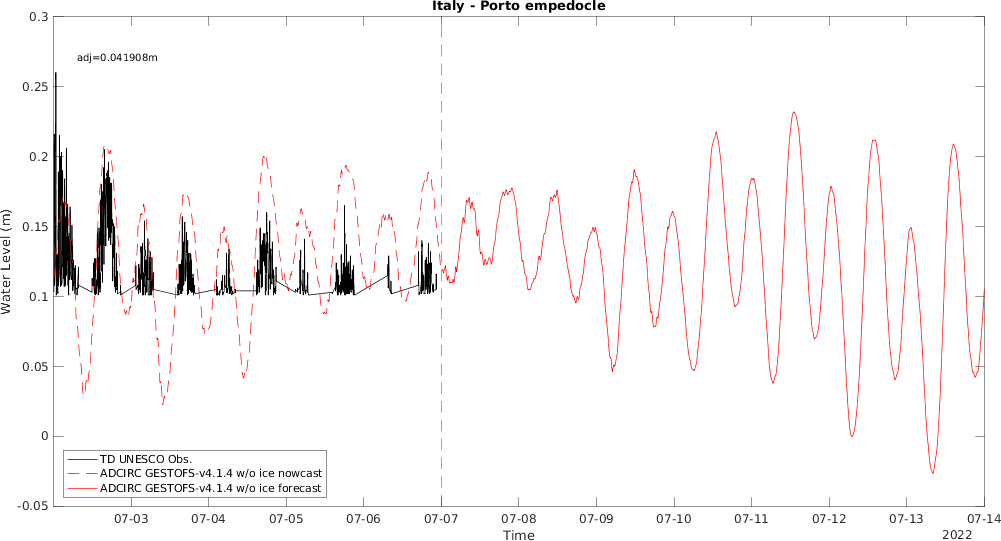 Italy - Porto empedocle
adj=0.041908m
Water Level (m)
0.3
0.25
0.2
0.15
0.1
0.05
0
-0.05
TD UNESCO Obs.
ADCIRC GESTOFS-v4.1.4 w/o ice nowcast
ADCIRC GESTOFS-v4.1.4 w/o ice forecast
07-03 07-04 07-05 07-06 07-07 07-08 07-09 07-10 07-11 07-12 07-13 07-14
Time
2022